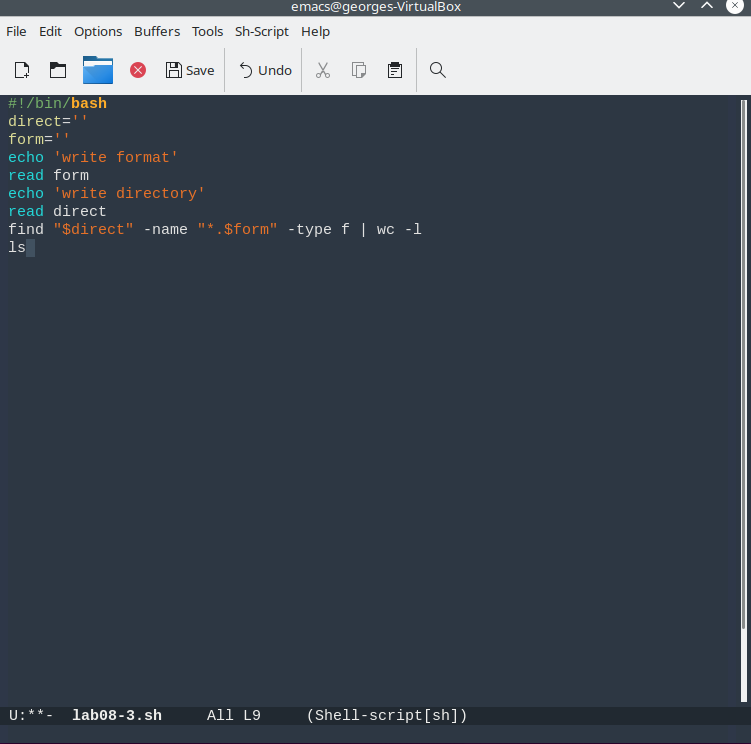 emacs@georges-VirtualBox
File Edit Options Buffers Tools Sh-Script Help
Save Undo
#!/bin/bash
direct=''
form=''
echo 'write format'
read form
echo 'write directory'
read direct
find "$direct" -name "*.$form" -type f | wc -l
ls
U:**- lab08-3.sh All L9 (Shell-script[sh])